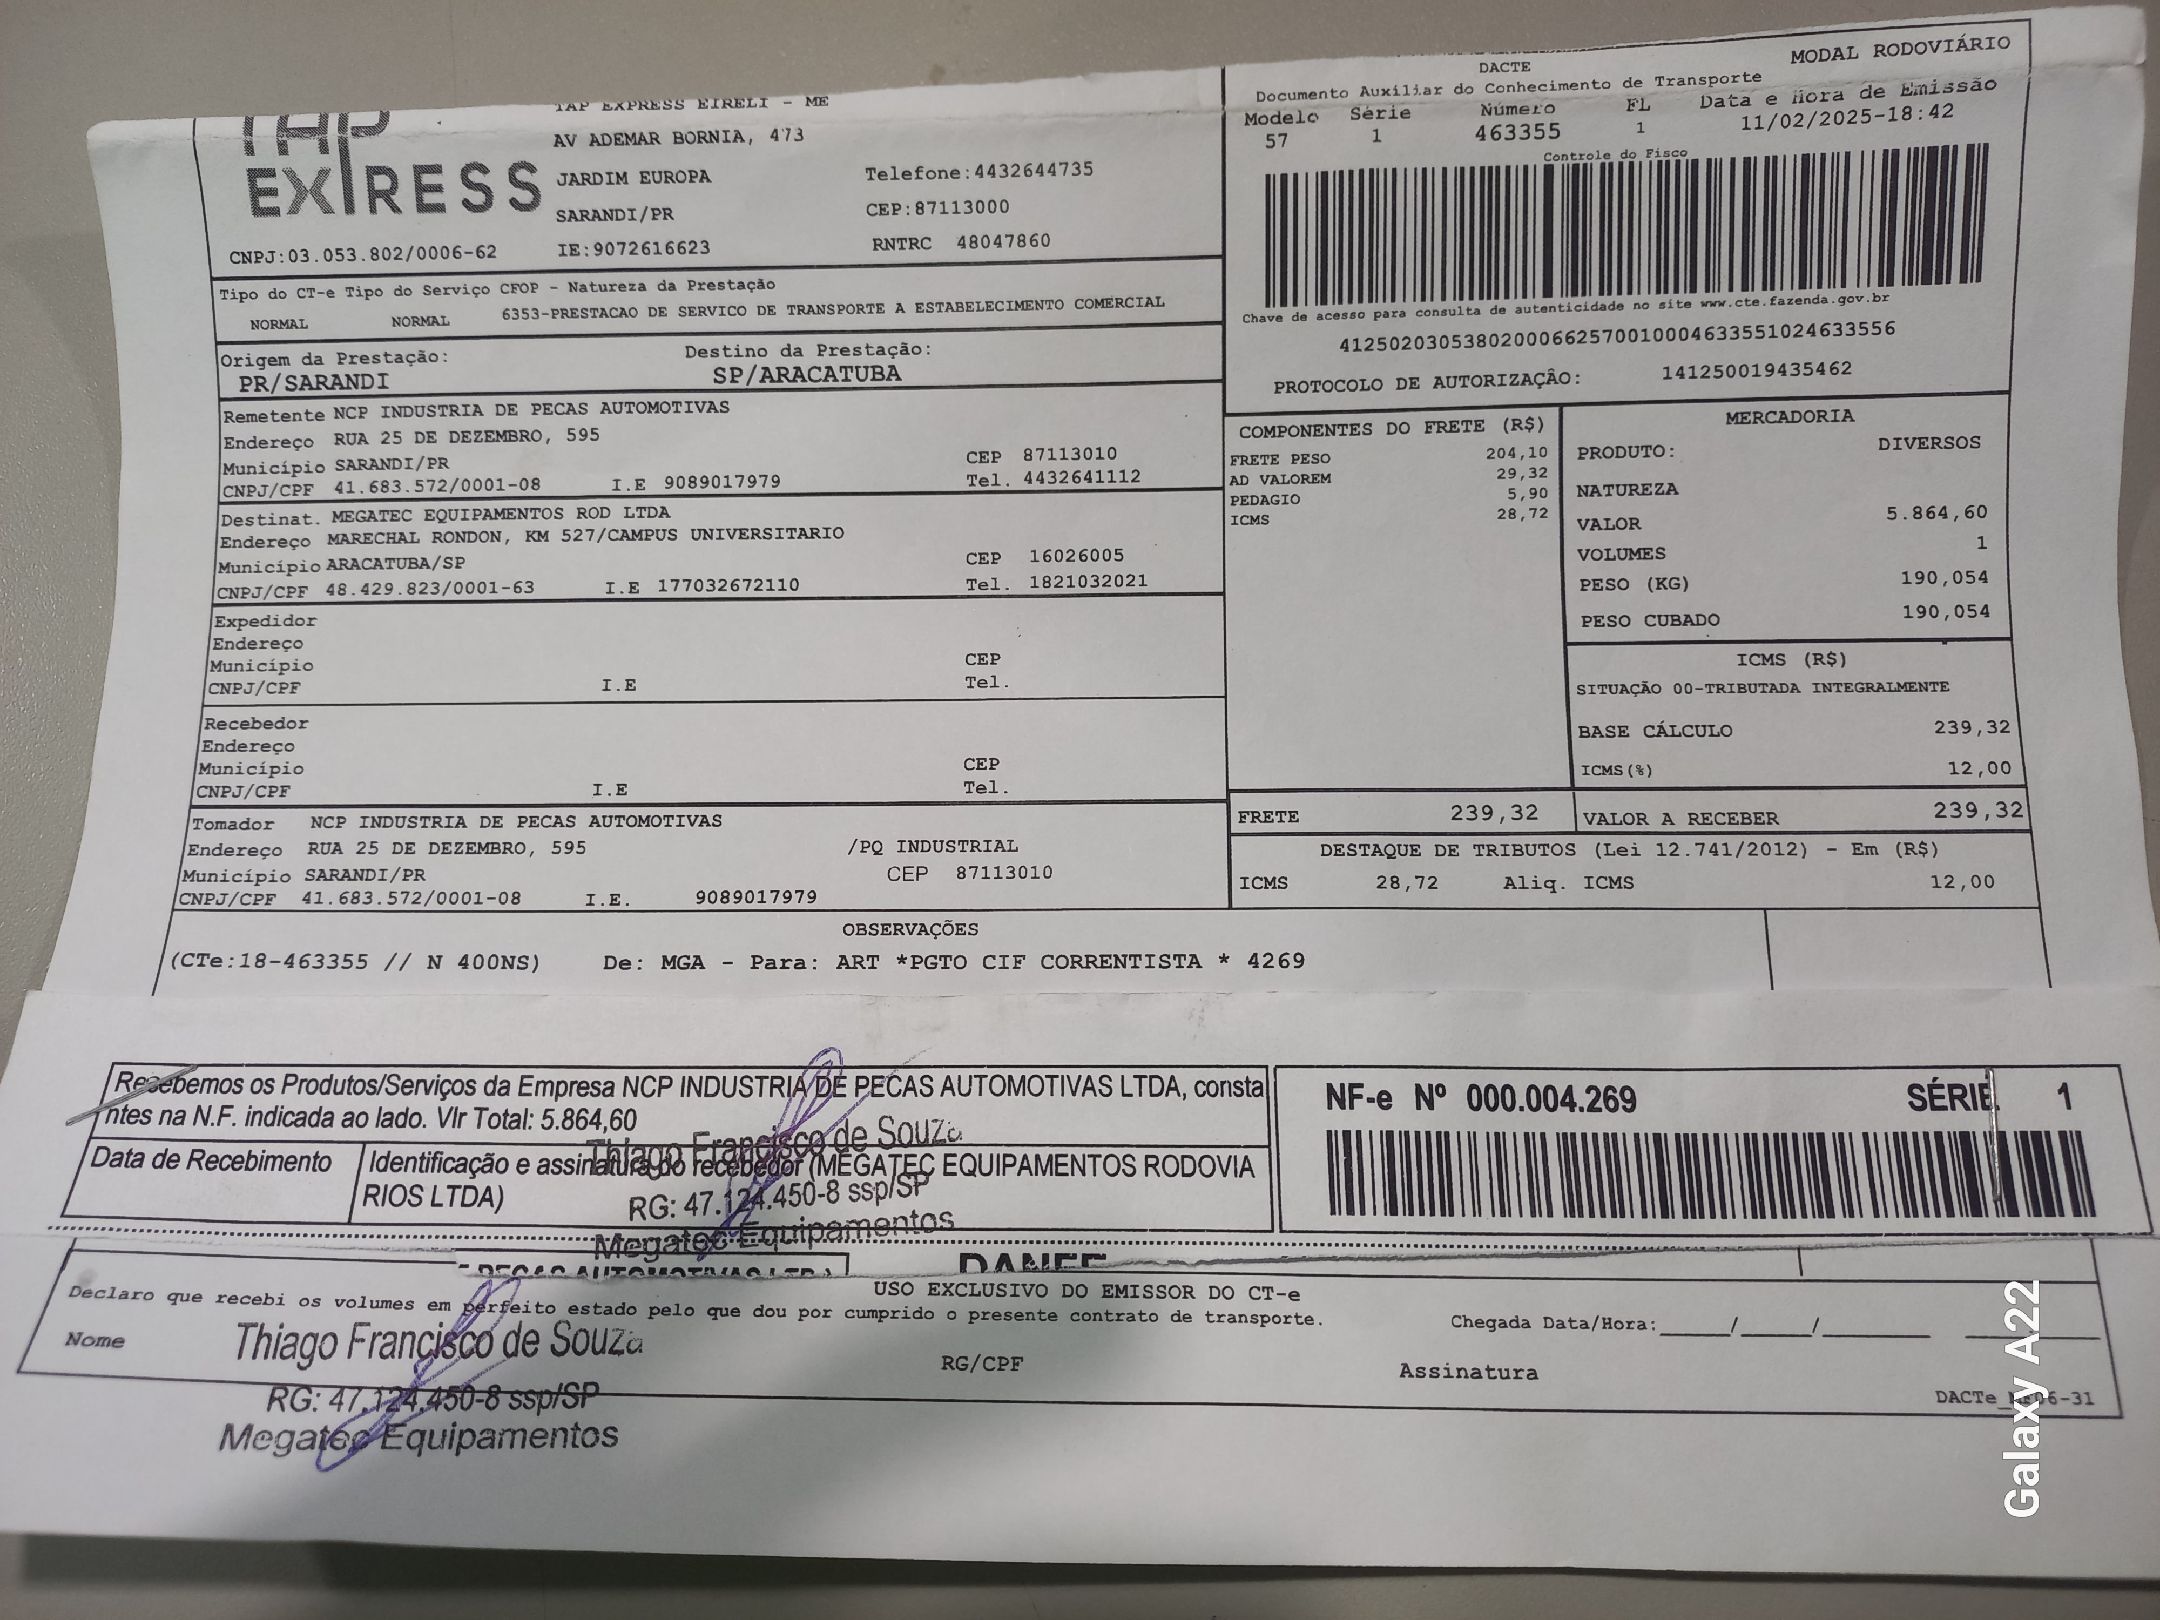 TAP EXPRESS EIRELI - ME
TAP
EXPRESS
AV ADEMAR BORNIA, 473
JARDIM EUROPA
Telefone:4432644735
SARANDI/PR
CEP:87113000
CNPJ:03.053.802/0006-62
IE:9072616623
RNTRC 48047860
DACTE
MODAL RODOVIÁRIO
Documento Auxiliar do Conhecimento de Transporte
Modelo Série Número FL Data e Hora de Emissão
57 1 463355 1 11/02/2025-18:42
Controle do Fisco
Chave de acesso para consulta de autenticidade no site www.cte.fazenda.gov.br
41250203053802000662570010004633551024633556
PROTOCOLO DE AUTORIZAÇÃO: 141250019435462
Tipo do CT-e Tipo do Serviço CFOP - Natureza da Prestação
NORMAL NORMAL 6353-PRESTACAO DE SERVICO DE TRANSPORTE A ESTABELECIMENTO COMERCIAL
Origem da Prestação: Destino da Prestação:
PR/SARANDI SP/ARACATUBA
Remetente NCP INDUSTRIA DE PECAS AUTOMOTIVAS
Endereço RUA 25 DE DEZEMBRO, 595
Município SARANDI/PR CEP 87113010
CNPJ/CPF 41.683.572/0001-08 I.E 9089017979 Tel. 4432641112
Destinat. MEGATEC EQUIPAMENTOS ROD LTDA
Endereço MARECHAL RONDON, KM 527/CAMPUS UNIVERSITARIO
Município ARACATUBA/SP CEP 16026005
CNPJ/CPF 48.429.823/0001-63 I.E 177032672110 Tel. 1821032021
Expedidor
Endereço
Município CEP
CNPJ/CPF I.E Tel.
Recebedor
Endereço
Município CEP
CNPJ/CPF I.E Tel.
Tomador NCP INDUSTRIA DE PECAS AUTOMOTIVAS
Endereço RUA 25 DE DEZEMBRO, 595 /PQ INDUSTRIAL
Município SARANDI/PR CEP 87113010
CNPJ/CPF 41.683.572/0001-08 I.E. 9089017979
COMPONENTES DO FRETE (R$)
FRETE PESO 204,10
AD VALOREM 29,32
PEDAGIO 5,90
ICMS 28,72
MERCADORIA
PRODUTO: DIVERSOS
NATUREZA
VALOR 5.864,60
VOLUMES 1
PESO (KG) 190,054
PESO CUBADO 190,054
ICMS (R$)
SITUAÇÃO 00-TRIBUTADA INTEGRALMENTE
BASE CÁLCULO 239,32
ICMS(%) 12,00
FRETE 239,32 VALOR A RECEBER 239,32
DESTAQUE DE TRIBUTOS (Lei 12.741/2012) - Em (R$)
ICMS 28,72 Aliq. ICMS 12,00
OBSERVAÇÕES
(CTe:18-463355 // N 400NS) De: MGA - Para: ART *PGTO CIF CORRENTISTA * 4269
Recebemos os Produtos/Serviços da Empresa NCP INDUSTRIA DE PECAS AUTOMOTIVAS LTDA, consta
ntes na N.F. indicada ao lado. Vlr Total: 5.864,60
NF-e Nº 000.004.269 SÉRIE 1
Thiago Francisco de Souza
Data de Recebimento
Identificação e assinatura do recebedor (MEGATEC EQUIPAMENTOS RODOVIA
RIOS LTDA)
RG: 47.124.450-8 ssp/SP
Megatec Equipamentos
PECAS AUTOMOTIVAS LTDA
DANFE
USO EXCLUSIVO DO EMISSOR DO CT-e
Declaro que recebi os volumes em perfeito estado pelo que dou por cumprido o presente contrato de transporte.
Chegada Data/Hora:_____/_____/________ ________
Nome Thiago Francisco de Souza
RG/CPF
Assinatura
RG: 47.124.450-8 ssp/SP
Megatec Equipamentos
Galaxy A22